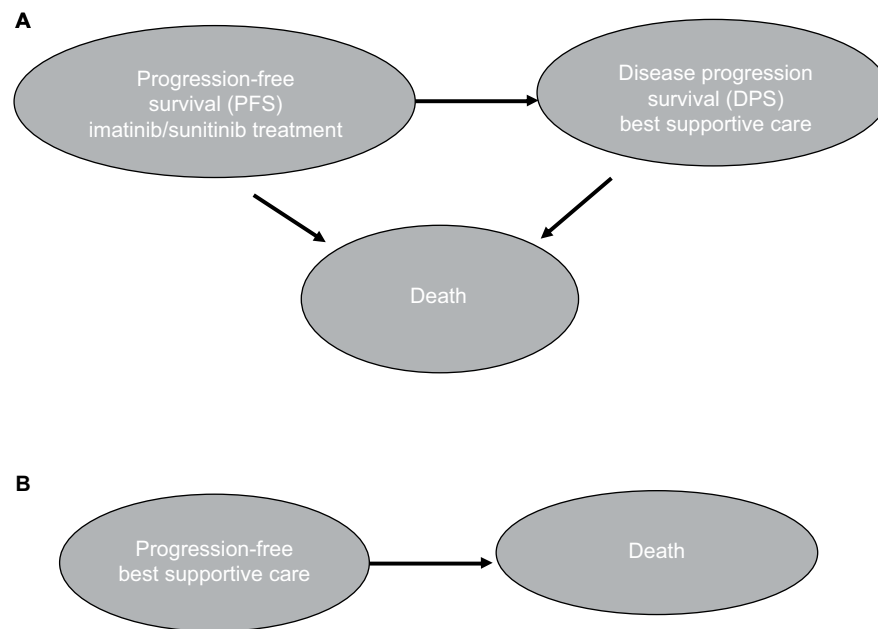 A
Progression-free
survival (PFS)
imatinib/sunitinib treatment
Disease progression
survival (DPS)
best supportive care
Death
B
Progression-free
best supportive care
Death